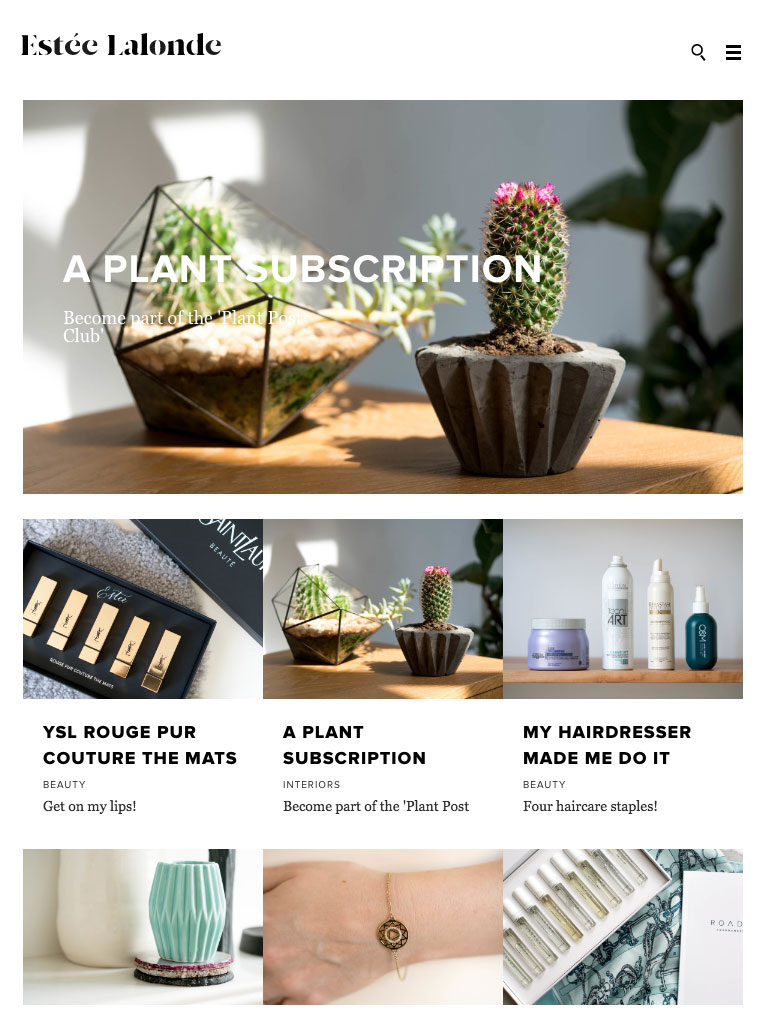 Estée Lalonde
A PLANT SUBSCRIPTION
Become part of the 'Plant Post
Club'
SAINT LAU
BEAUTÉ
Estée
ROUGE PUR COUTURE THE MATS
tecni
ART
O&M
YSL ROUGE PUR
COUTURE THE MATS
BEAUTY
Get on my lips!
A PLANT
SUBSCRIPTION
INTERIORS
Become part of the 'Plant Post
MY HAIRDRESSER
MADE ME DO IT
BEAUTY
Four haircare staples!
ROAD